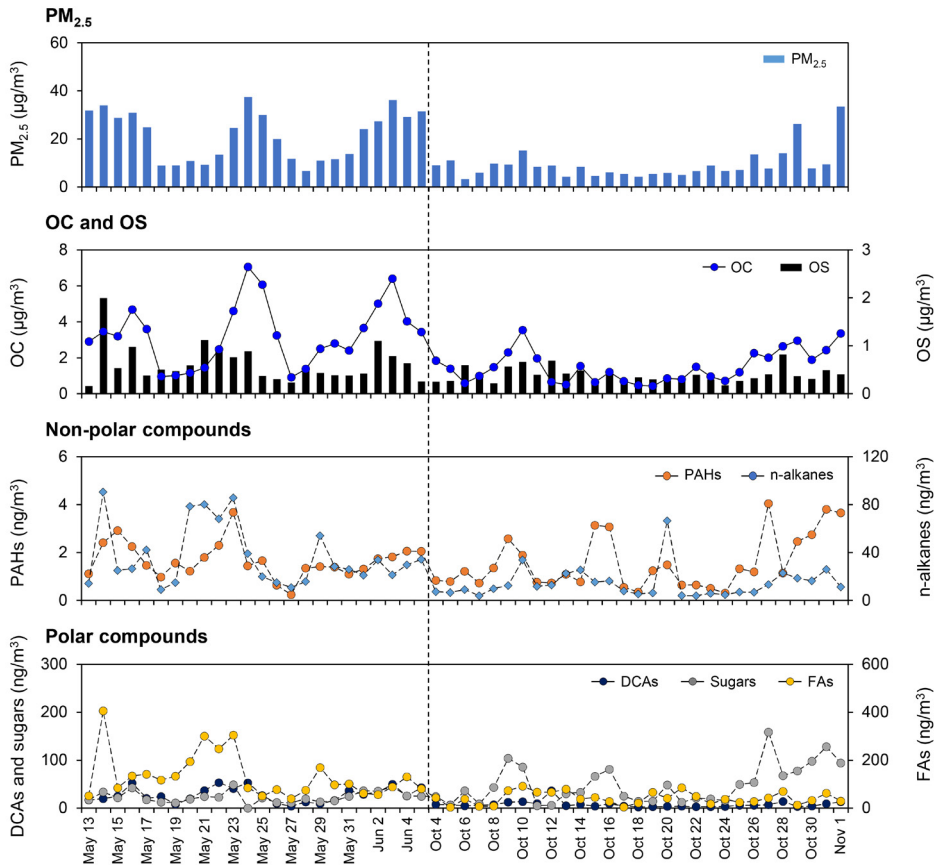 PM2.5
PM2.5 (µg/m³)
60
40
20
0
PM2.5
OC and OS
OC (µg/m³)
8
6
4
2
0
OC
OS
3
2
1
0
OS (µg/m³)
Non-polar compounds
PAHs (ng/m³)
6
4
2
0
PAHs
n-alkanes
120
80
40
0
n-alkanes (ng/m³)
Polar compounds
DCAs and sugars (ng/m³)
300
200
100
0
DCAs
Sugars
FAs
600
400
200
0
FAs (ng/m³)
May 13
May 15
May 17
May 19
May 21
May 23
May 25
May 27
May 29
May 31
Jun 2
Jun 4
Oct 4
Oct 6
Oct 8
Oct 10
Oct 12
Oct 14
Oct 16
Oct 18
Oct 20
Oct 22
Oct 24
Oct 26
Oct 28
Oct 30
Nov 1